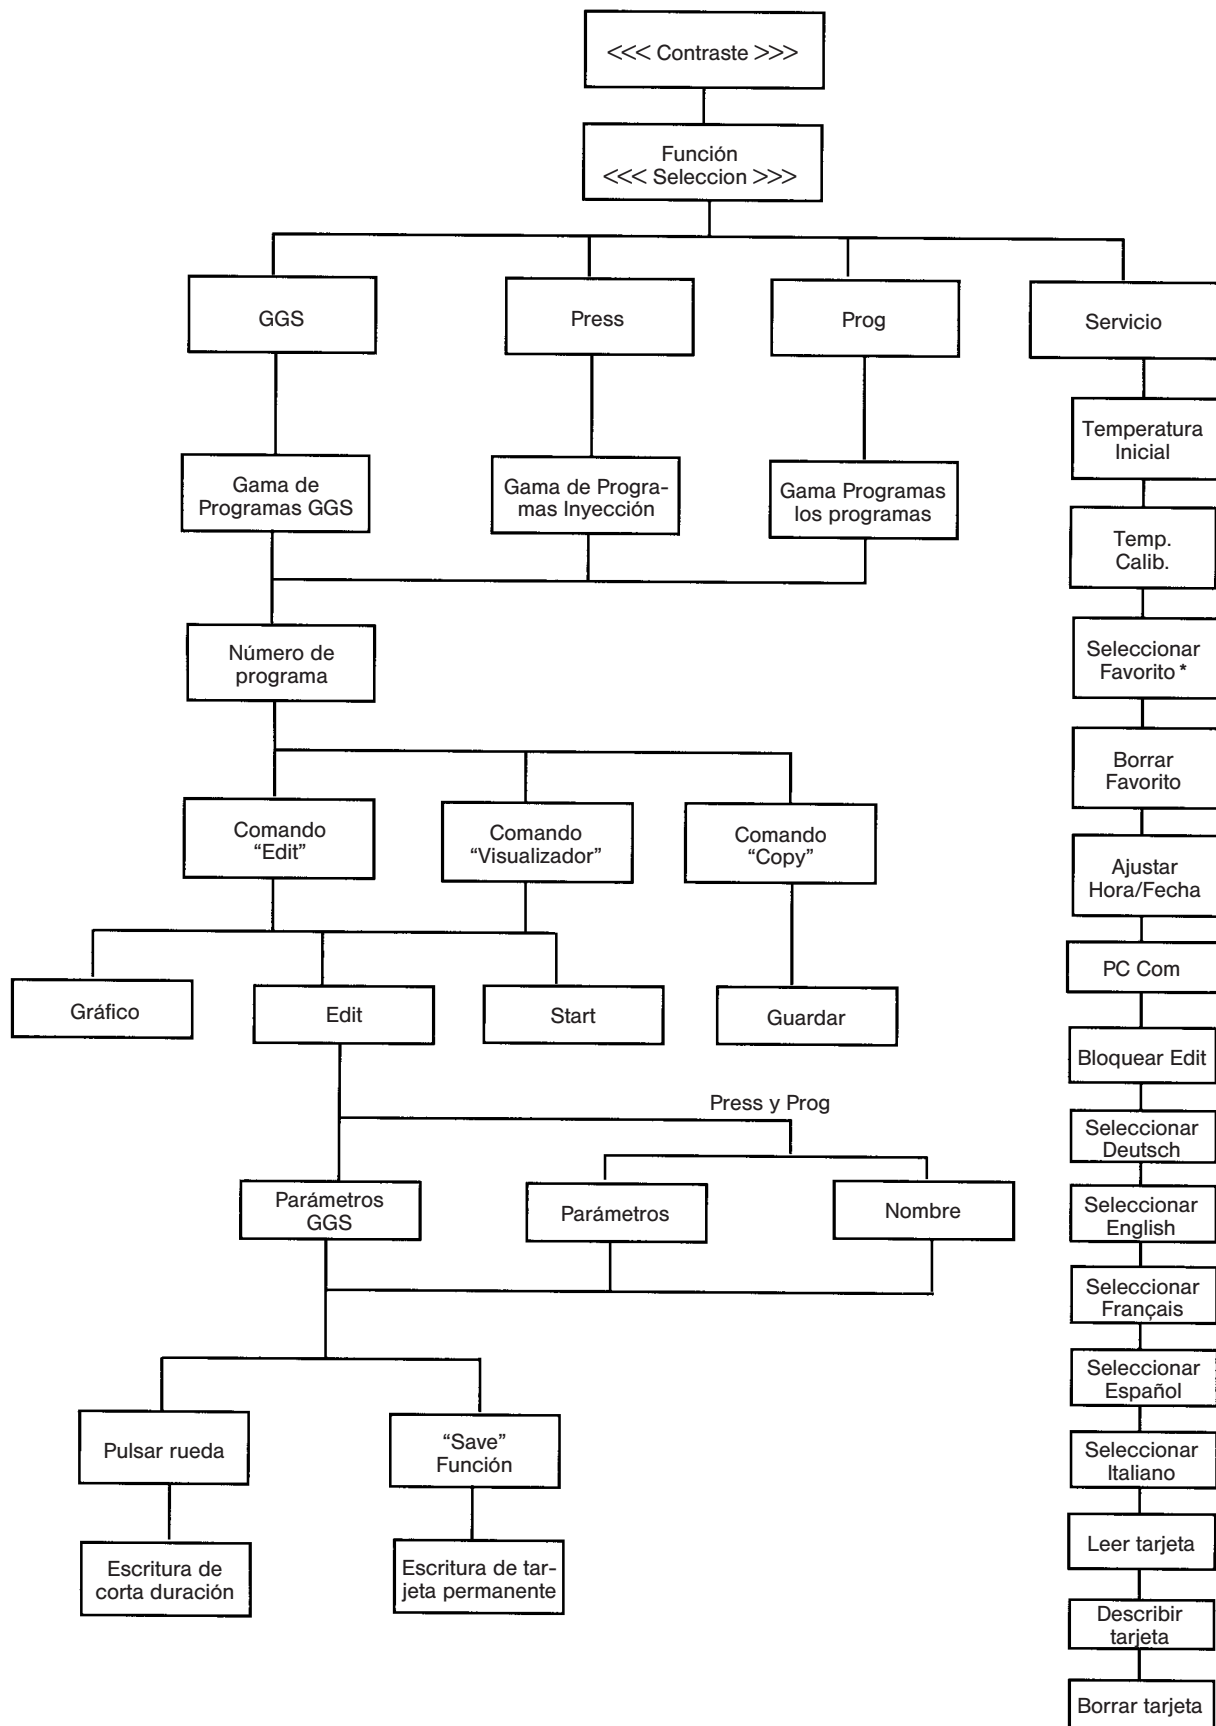 <<< Contraste >>>
Función
<<< Seleccion >>>
GGS
Press
Prog
Servicio
Gama de
Programas GGS
Gama de Progra-
mas Inyección
Gama Programas
los programas
Temperatura
Inicial
Temp.
Calib.
Número de
programa
Seleccionar
Favorito *
Borrar
Favorito
Comando
“Edit”
Comando
“Visualizador”
Comando
“Copy”
Ajustar
Hora/Fecha
PC Com
Gráfico
Edit
Start
Guardar
Bloquear Edit
Press y Prog
Seleccionar
Deutsch
Parámetros
GGS
Parámetros
Nombre
Seleccionar
English
Seleccionar
Français
Seleccionar
Español
Pulsar rueda
“Save”
Función
Seleccionar
Italiano
Leer tarjeta
Escritura de
corta duración
Escritura de tar-
jeta permanente
Describir
tarjeta
Borrar tarjeta